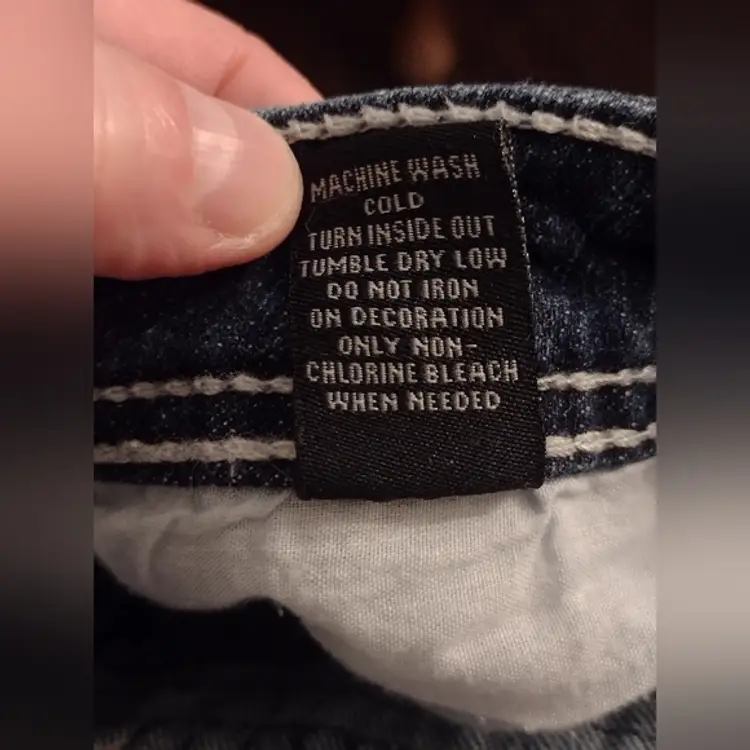 MACHINE WASH
COLD
TURN INSIDE OUT
TUMBLE DRY LOW
DO NOT IRON
ON DECORATION
ONLY NON-
CHLORINE BLEACH
WHEN NEEDED